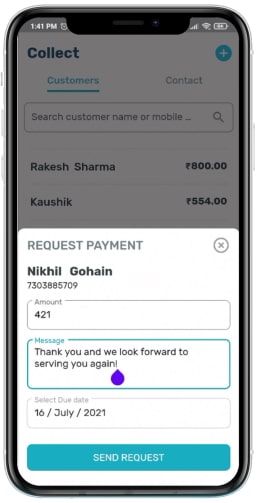 1:41 PM
Collect
Customers
Contact
Search customer name or mobile ...
Rakesh Sharma
₹800.00
Kaushik
₹554.00
REQUEST PAYMENT
Nikhil Gohain
7303885709
Amount
421
Message
Thank you and we look forward to
serving you again!
Select Due date
16 / July / 2021
SEND REQUEST